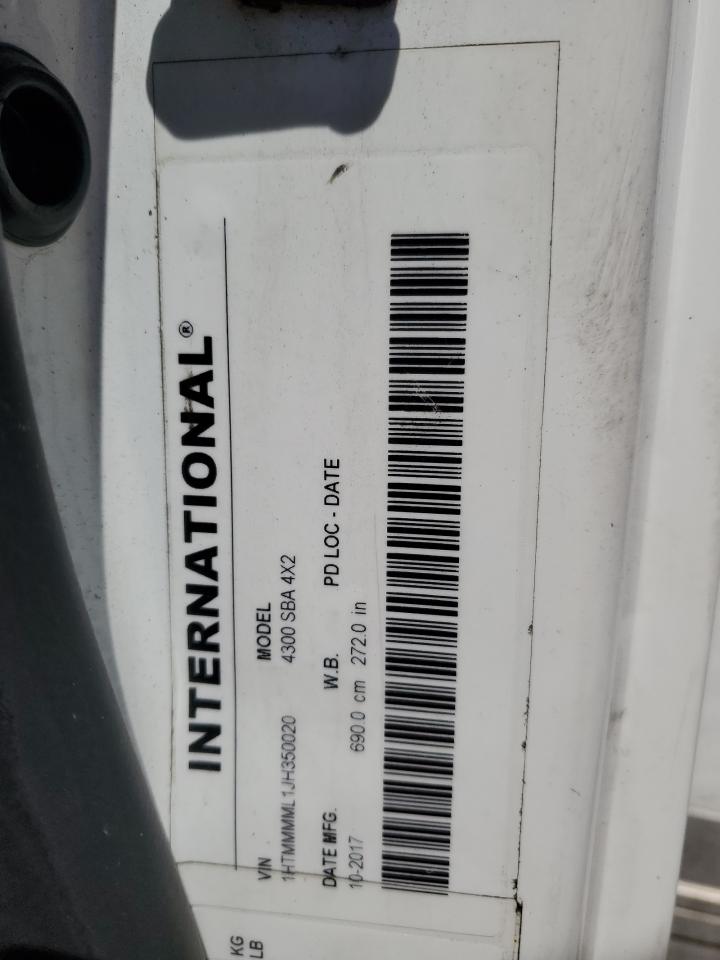 INTERNATIONAL®
VIN MODEL
1HTMMMML1JH350020 4300 SBA 4X2
DATE MFG. W.B. PD LOC - DATE
10-2017 690.0 cm 272.0 in
KG
LB